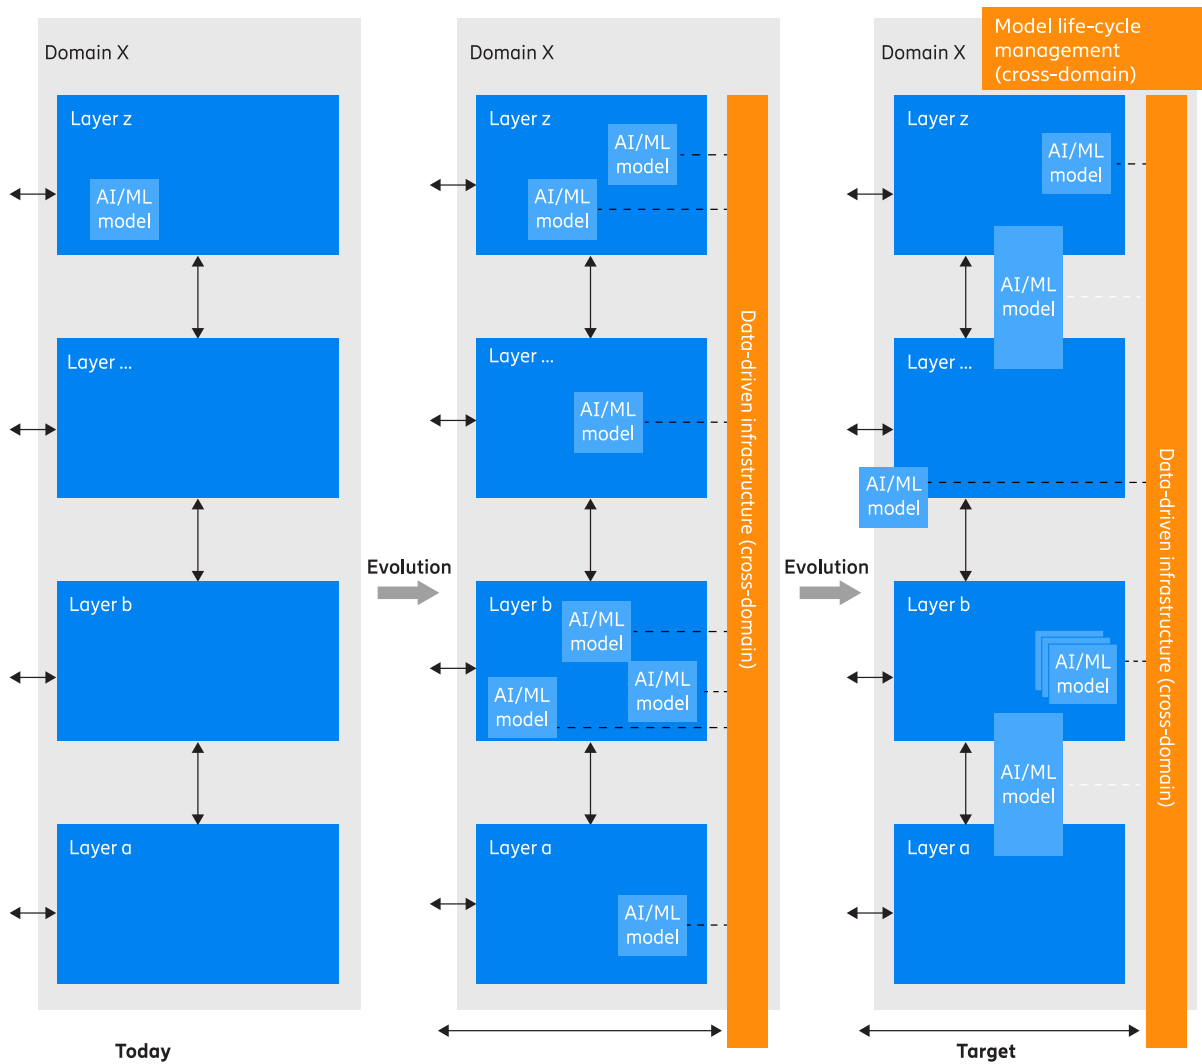 Domain X
Layer z
AI/ML
model
Layer ...
Layer b
Layer a
Today
Evolution
Domain X
Layer z
AI/ML
model
AI/ML
model
Layer ...
AI/ML
model
Layer b
AI/ML
model
AI/ML
model
AI/ML
model
Layer a
AI/ML
model
Data-driven infrastructure (cross-domain)
Evolution
Domain X
Model life-cycle
management
(cross-domain)
Layer z
AI/ML
model
AI/ML
model
Layer ...
AI/ML
model
Layer b
AI/ML
model
AI/ML
model
Layer a
Data-driven infrastructure (cross-domain)
Target